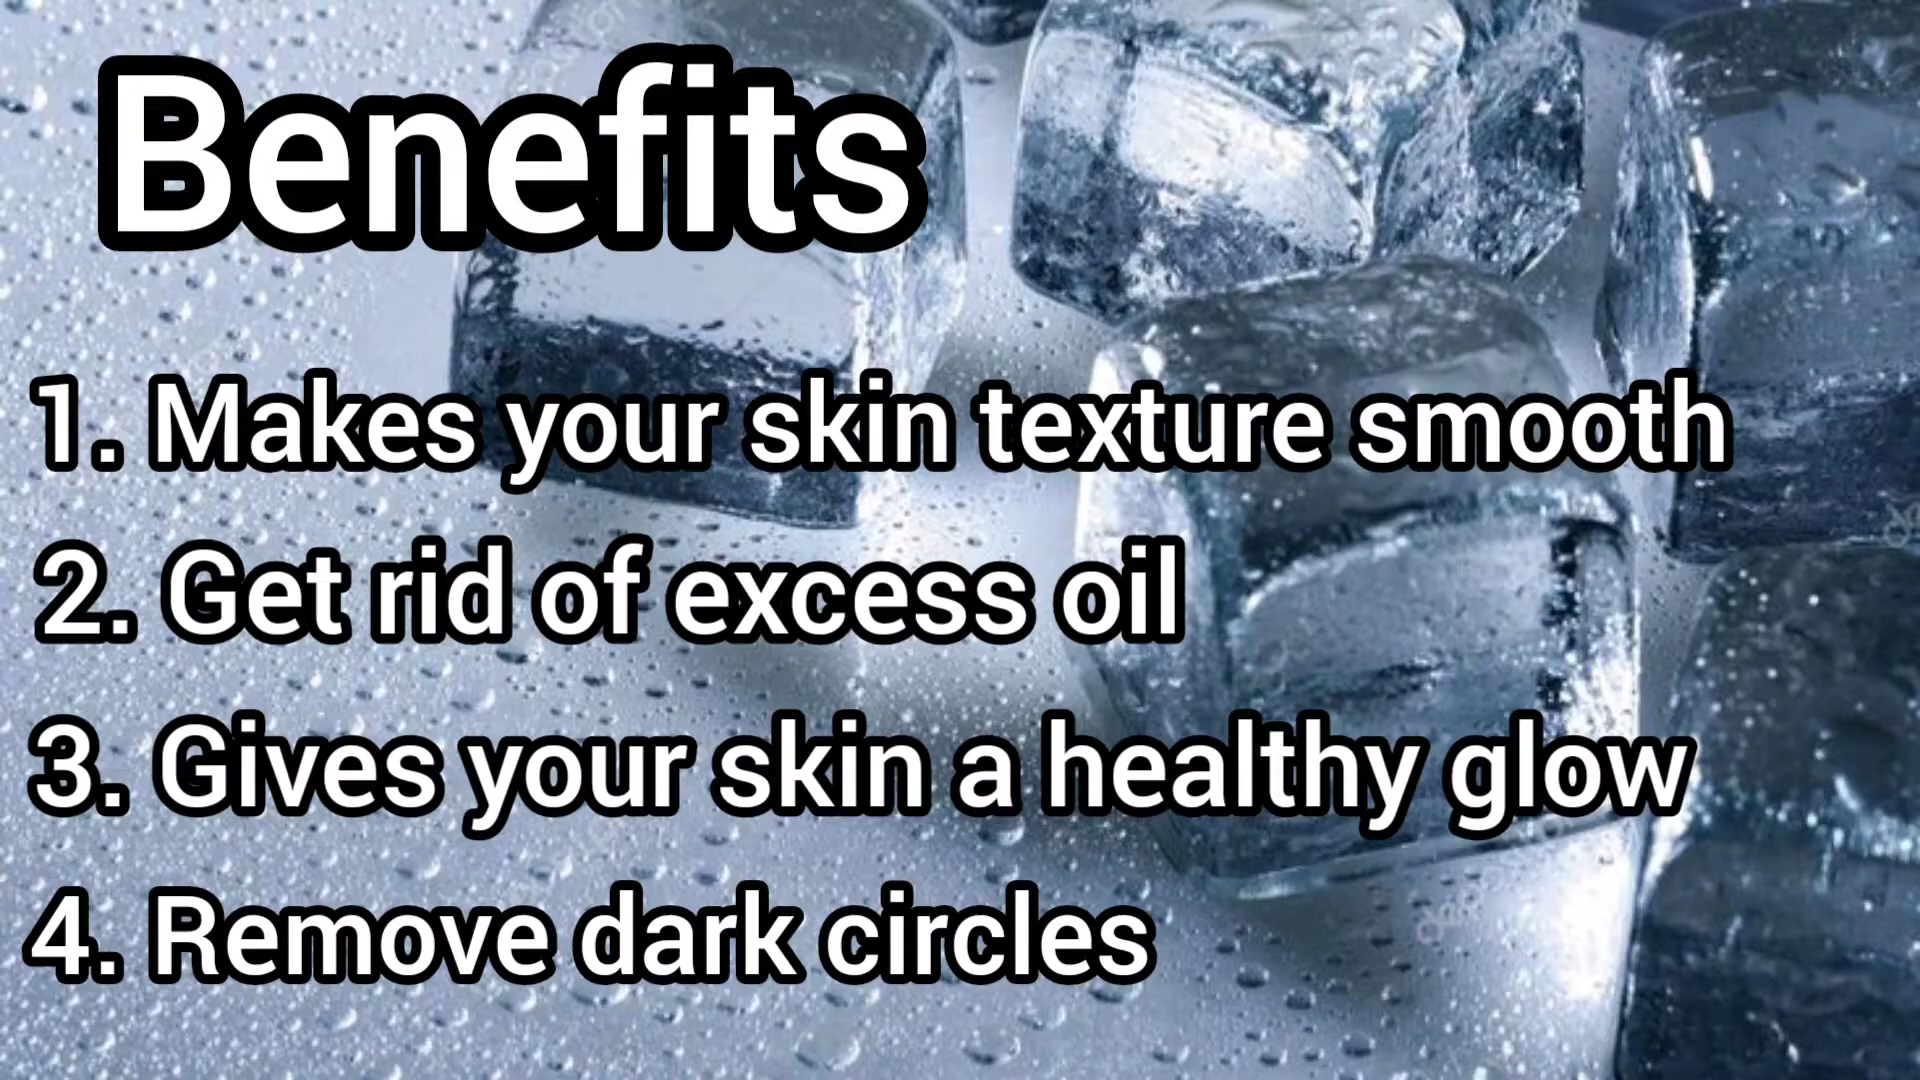 Benefits
1. Makes your skin texture smooth
2. Get rid of excess oil
3. Gives your skin a healthy glow
4. Remove dark circles